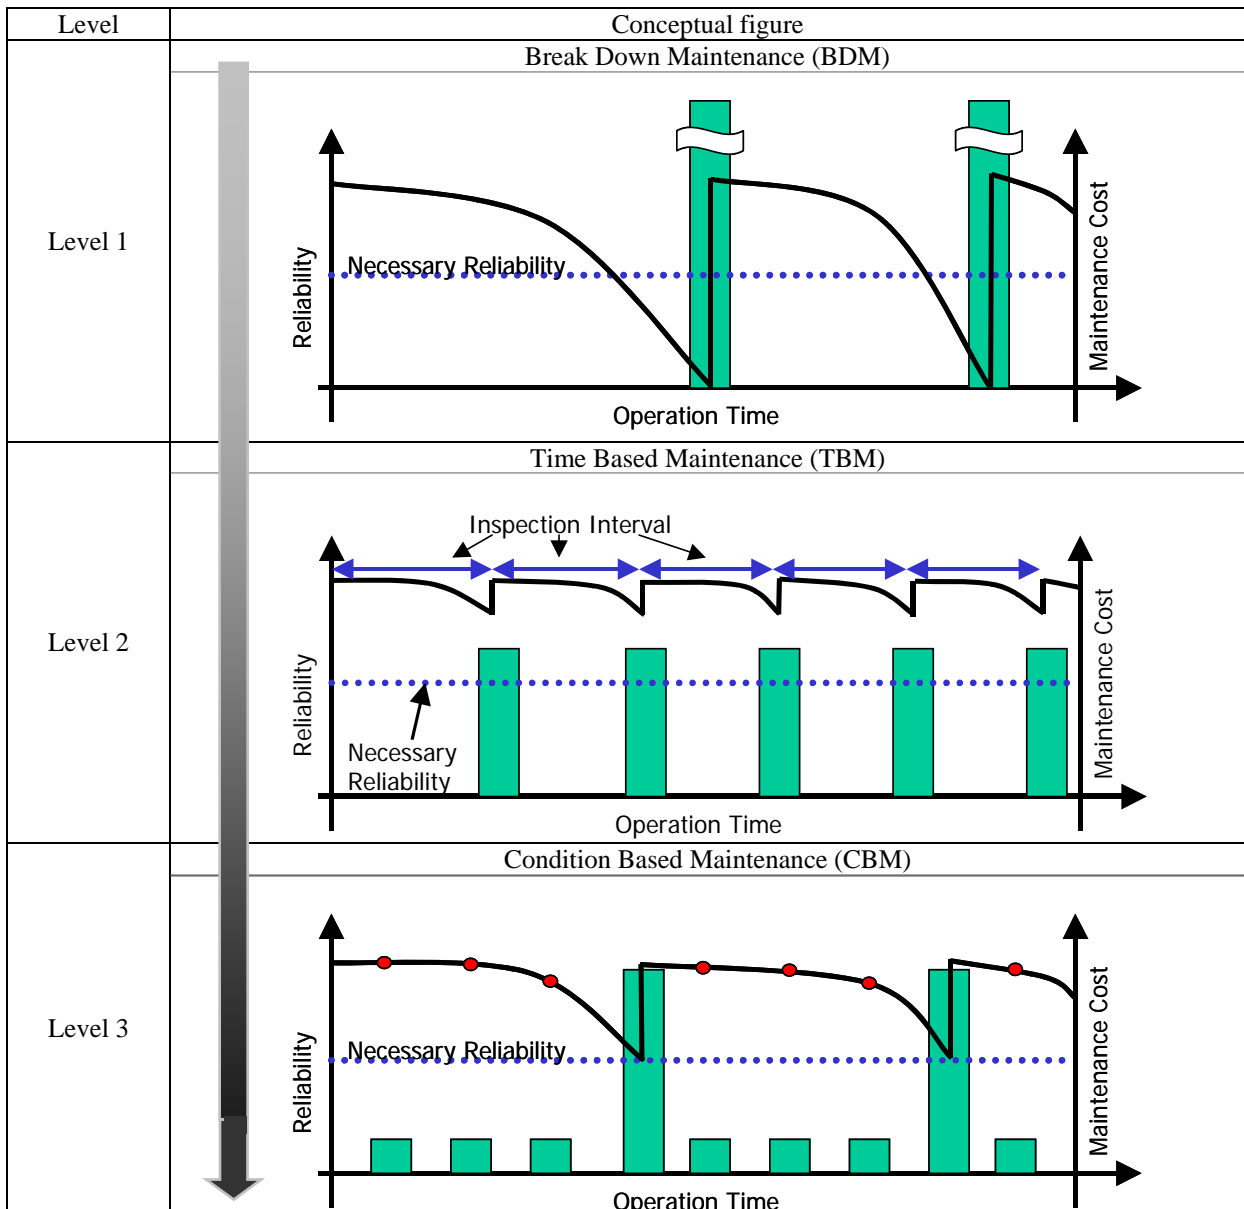 Level
Conceptual figure
Level 1
Break Down Maintenance (BDM)
Reliability
Necessary Reliability
Maintenance Cost
Operation Time
Level 2
Time Based Maintenance (TBM)
Inspection Interval
Reliability
Necessary
Reliability
Maintenance Cost
Operation Time
Level 3
Condition Based Maintenance (CBM)
Reliability
Necessary Reliability
Maintenance Cost
Operation Time